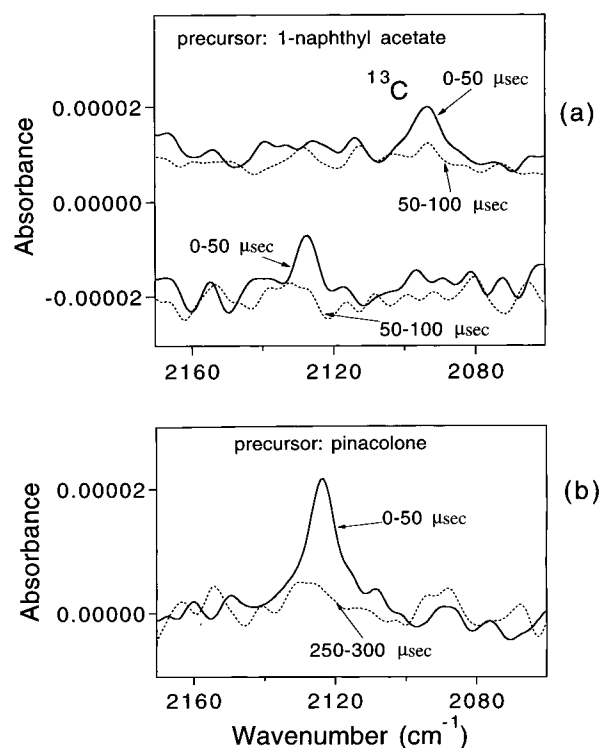 precursor: 1-naphthyl acetate
13C
0-50 μsec
(a)
0.00002
50-100 μsec
0.00000
0-50 μsec
-0.00002
50-100 μsec
Absorbance
2160 2120 2080
precursor: pinacolone
(b)
0.00002
0-50 μsec
0.00000
250-300 μsec
Absorbance
2160 2120 2080
Wavenumber (cm-1)